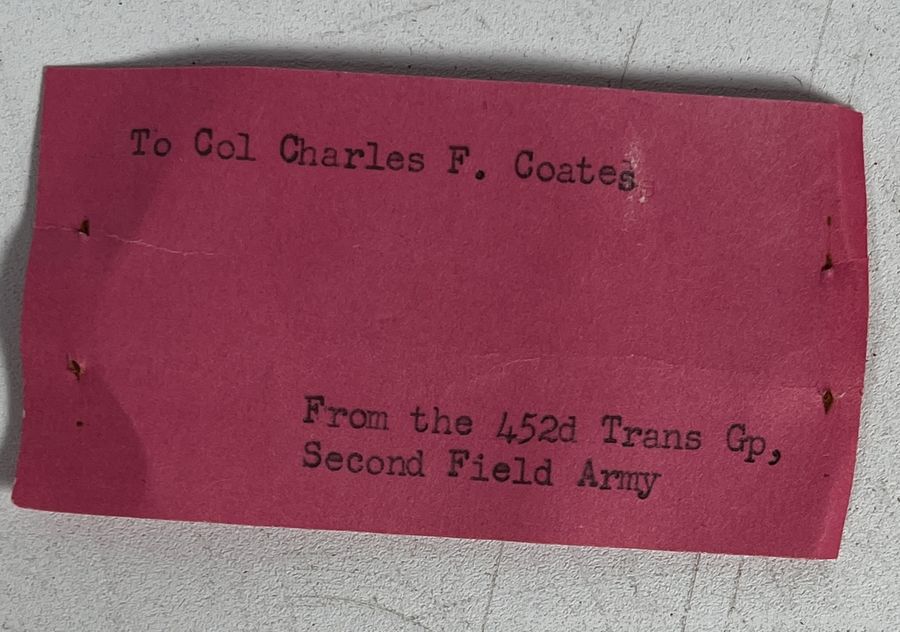 To Col Charles F. Coates
From the 452d Trans Gp,
Second Field Army